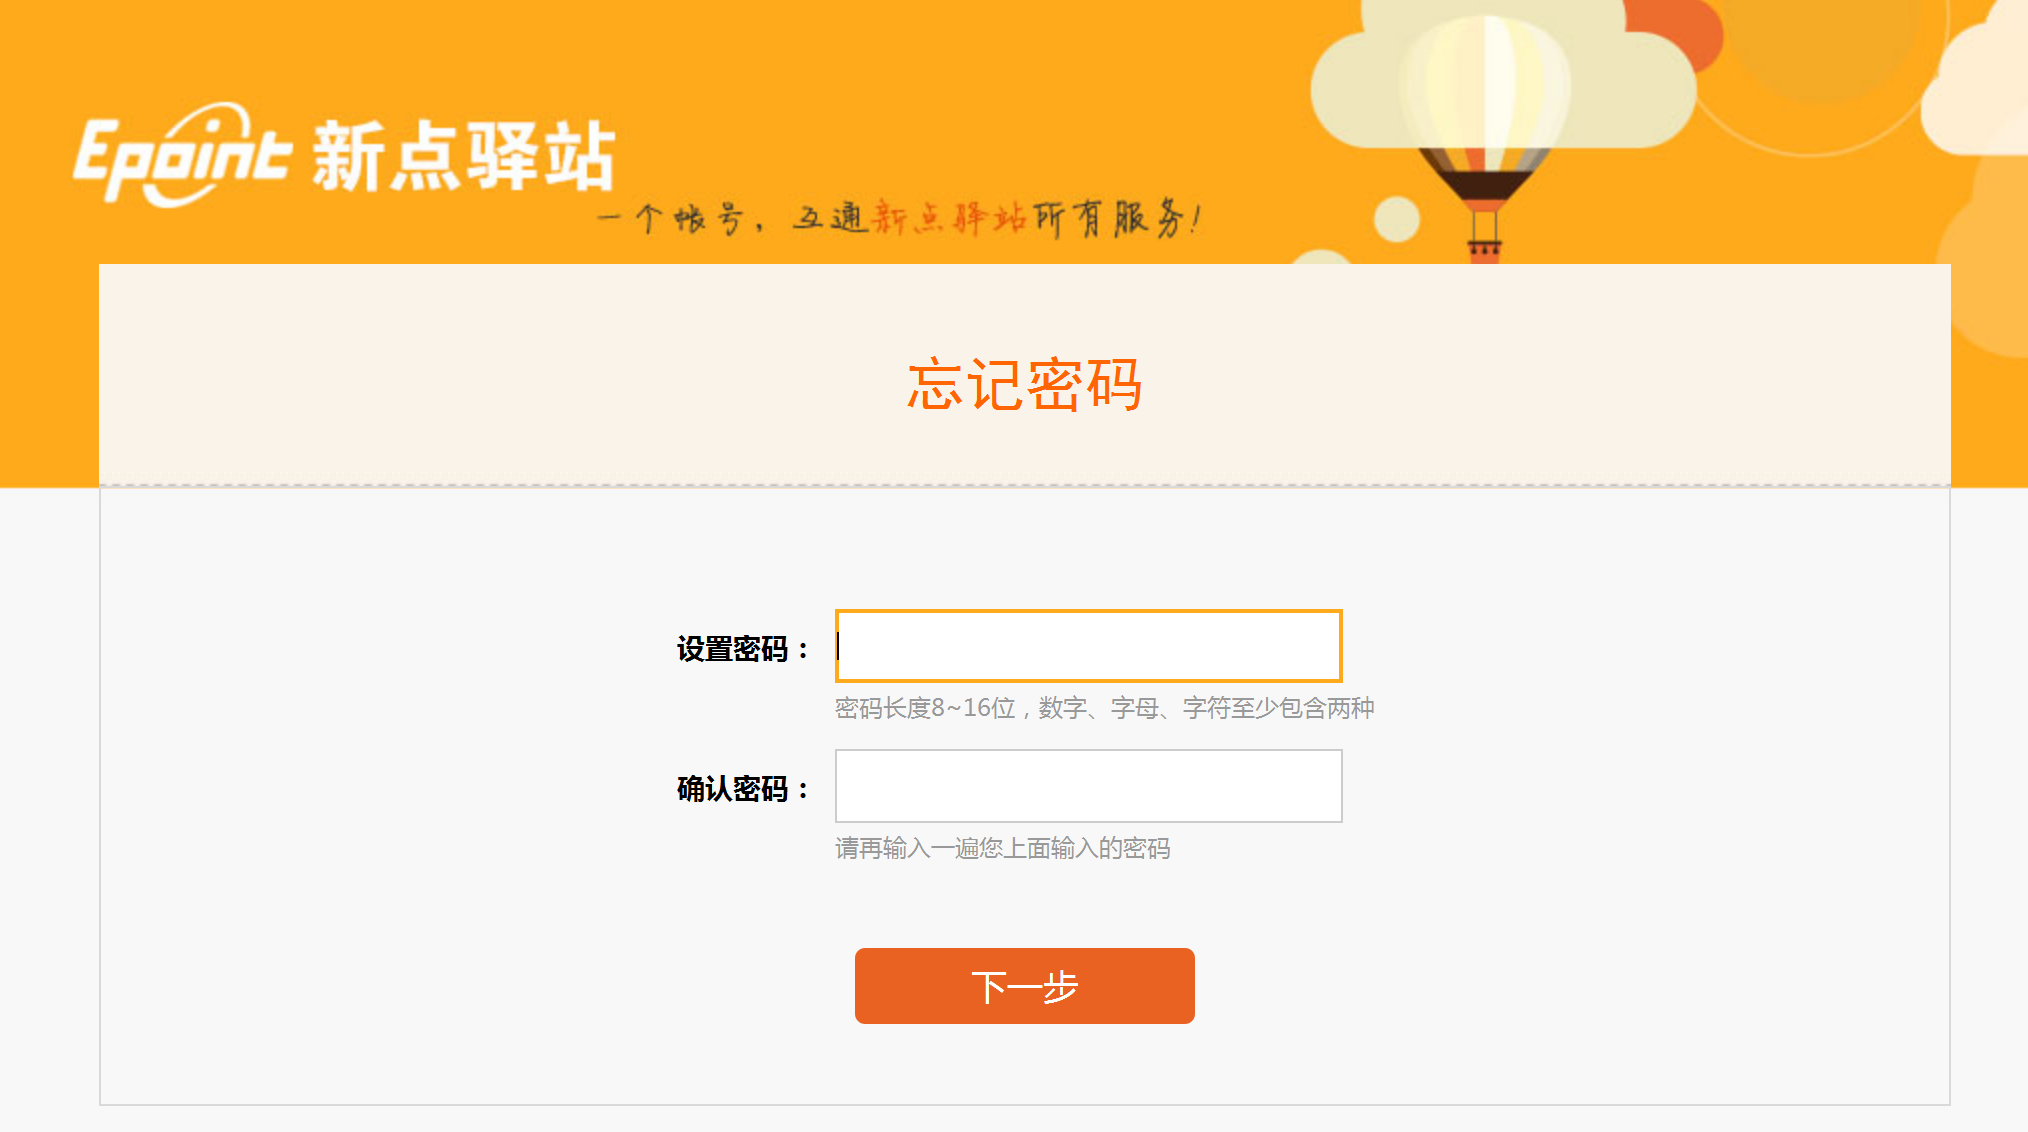 Epoint 新点驿站
一个帐号，互通新点驿站所有服务!
忘记密码
设置密码：
密码长度8~16位，数字、字母、字符至少包含两种
确认密码：
请再输入一遍您上面输入的密码
下一步